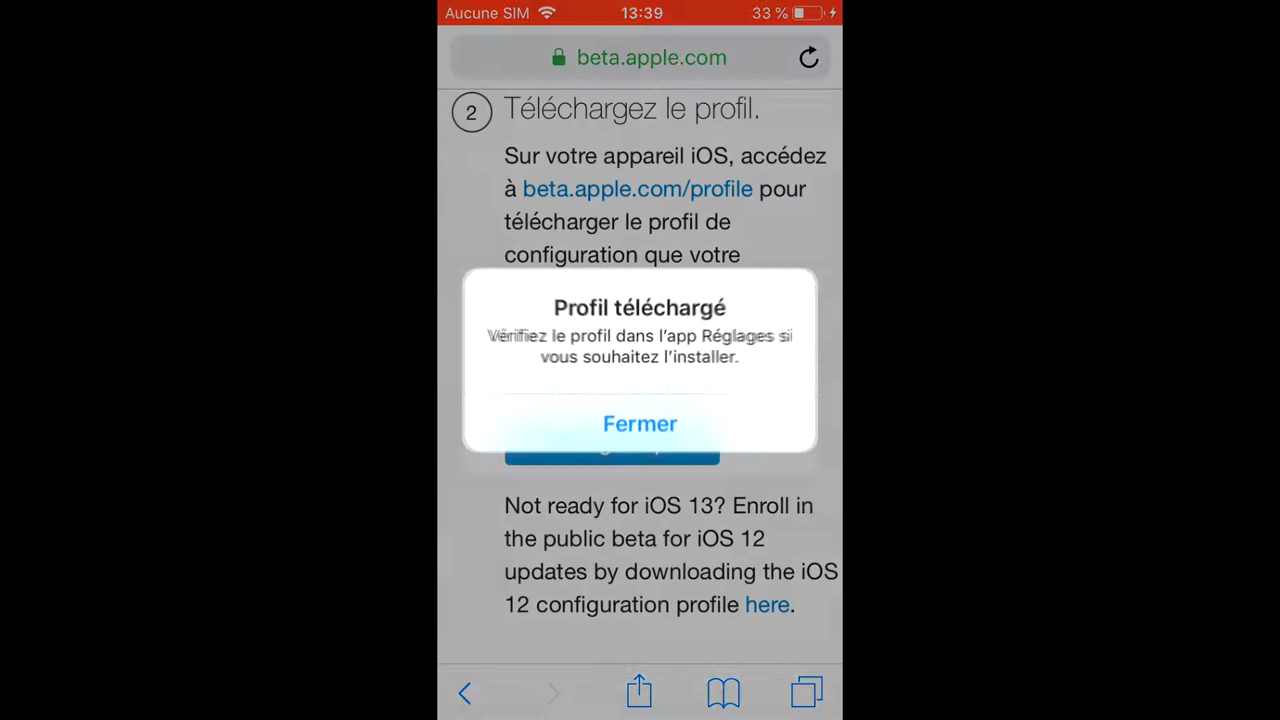 Aucune SIM 13:39 33 %
beta.apple.com
2 Téléchargez le profil.
Sur votre appareil iOS, accédez
à beta.apple.com/profile pour
télécharger le profil de
configuration que votre
Profil téléchargé
Vérifiez le profil dans l’app Réglages si
vous souhaitez l’installer.
Fermer
Not ready for iOS 13? Enroll in
the public beta for iOS 12
updates by downloading the iOS
12 configuration profile here.